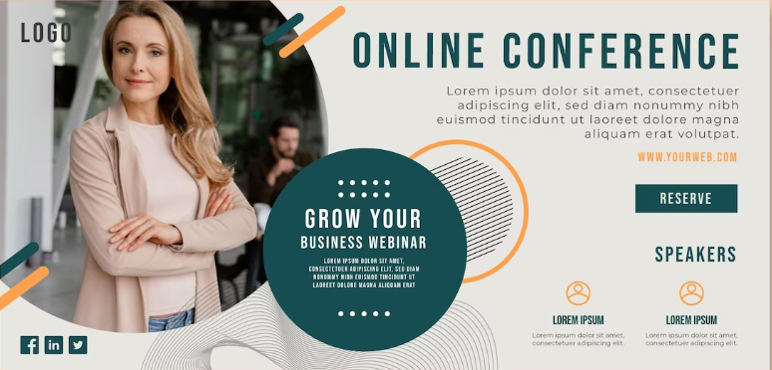 LOGO
ONLINE CONFERENCE
Lorem ipsum dolor sit amet, consectetuer
adipiscing elit, sed diam nonummy nibh
euismod tincidunt ut laoreet dolore magna
aliquam erat volutpat.
WWW.YOURWEB.COM
RESERVE
GROW YOUR
BUSINESS WEBINAR
LOREM IPSUM DOLOR SIT AMET,
CONSECTETUER ADIPISCING ELIT, SED DIAM
NONUMMY NIBH EUISMOD TINCIDUNT UT
LAOREET DOLORE MAGNA ALIQUAM ERAT
SPEAKERS
LOREM IPSUM
Lorem ipsum dolor sit amet,
consectetuer adipiscing elit.
LOREM IPSUM
Lorem ipsum dolor sit amet,
consectetuer adipiscing elit.
f in